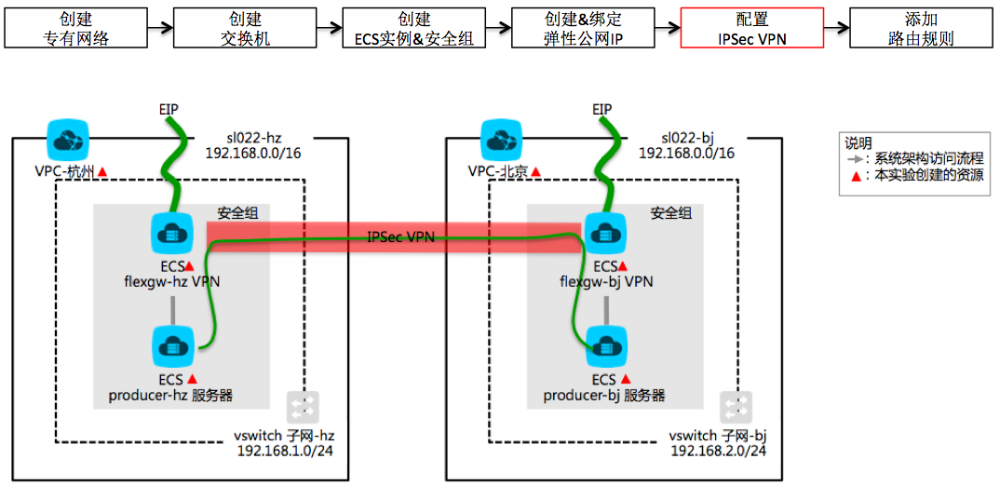 创建
专有网络
创建
交换机
创建
ECS实例&安全组
创建&绑定
弹性公网IP
配置
IPSec VPN
添加
路由规则
EIP
sl022-hz
192.168.0.0/16
VPC-杭州
安全组
ECS
flexgw-hz VPN
ECS
producer-hz 服务器
vswitch 子网-hz
192.168.1.0/24
IPSec VPN
EIP
sl022-bj
192.168.0.0/16
VPC-北京
安全组
ECS
flexgw-bj VPN
ECS
producer-bj 服务器
vswitch 子网-bj
192.168.2.0/24
说明
：系统架构访问流程
：本实验创建的资源